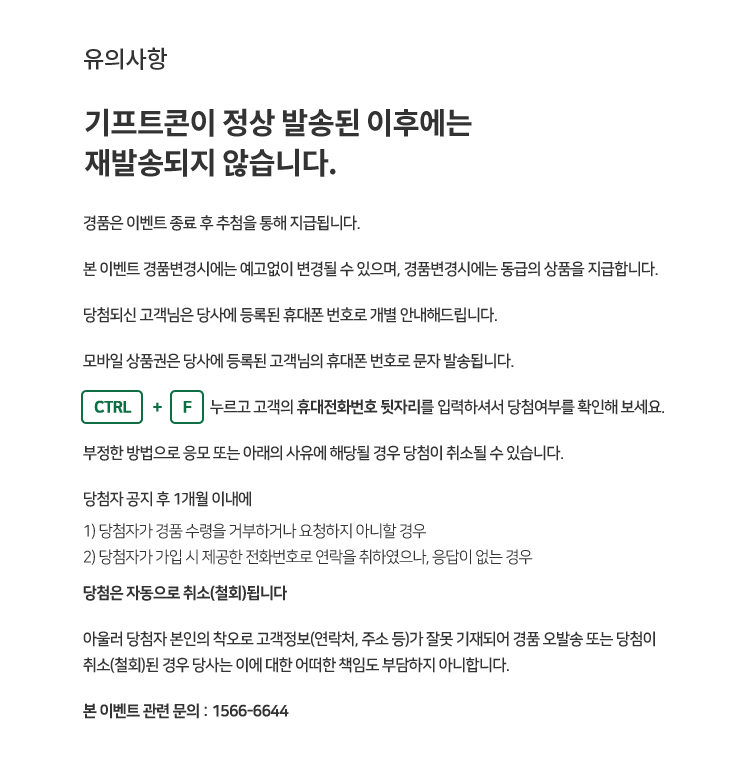 유의사항
기프트콘이 정상 발송된 이후에는
재발송되지 않습니다.
경품은 이벤트 종료 후 추첨을 통해 지급됩니다.
본 이벤트 경품변경시에는 예고없이 변경될 수 있으며, 경품변경시에는 동급의 상품을 지급합니다.
당첨되신 고객님은 당사에 등록된 휴대폰 번호로 개별 안내해드립니다.
모바일 상품권은 당사에 등록된 고객님의 휴대폰 번호로 문자 발송됩니다.
CTRL + F 누르고 고객의 휴대전화번호 뒷자리를 입력하셔서 당첨여부를 확인해 보세요.
부정한 방법으로 응모 또는 아래의 사유에 해당될 경우 당첨이 취소될 수 있습니다.
당첨자 공지 후 1개월 이내에
1) 당첨자가 경품 수령을 거부하거나 요청하지 아니할 경우
2) 당첨자가 가입 시 제공한 전화번호로 연락을 취하였으나, 응답이 없는 경우
당첨은 자동으로 취소(철회)됩니다
아울러 당첨자 본인의 착오로 고객정보(연락처, 주소 등)가 잘못 기재되어 경품 오발송 또는 당첨이
취소(철회)된 경우 당사는 이에 대한 어떠한 책임도 부담하지 아니합니다.
본 이벤트 관련 문의 : 1566-6644